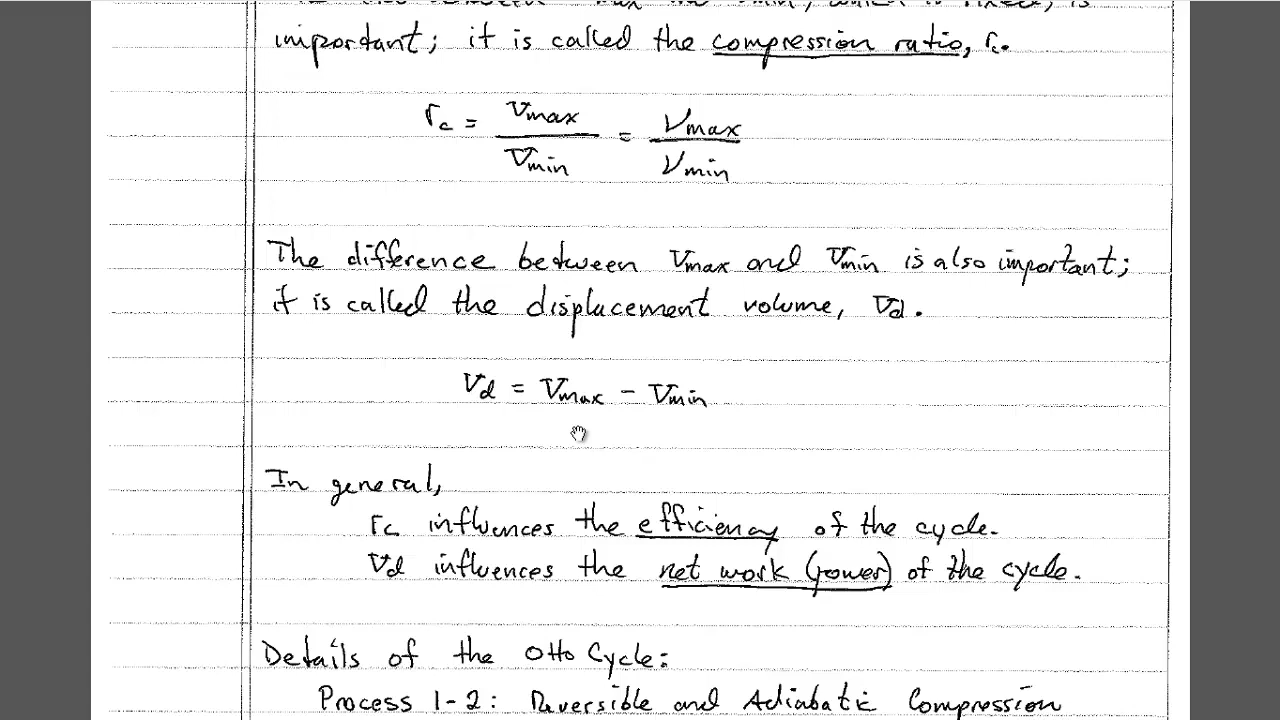 important; it is called the compression ratio, rc.
rc = Vmax / Vmin = vmax / vmin
The difference between Vmax and Vmin is also important;
it is called the displacement volume, Vd.
Vd = Vmax - Vmin
In general,
rc influences the efficiency of the cycle.
Vd influences the net work (power) of the cycle.
Details of the Otto Cycle:
Process 1-2: Reversible and Adiabatic Compression